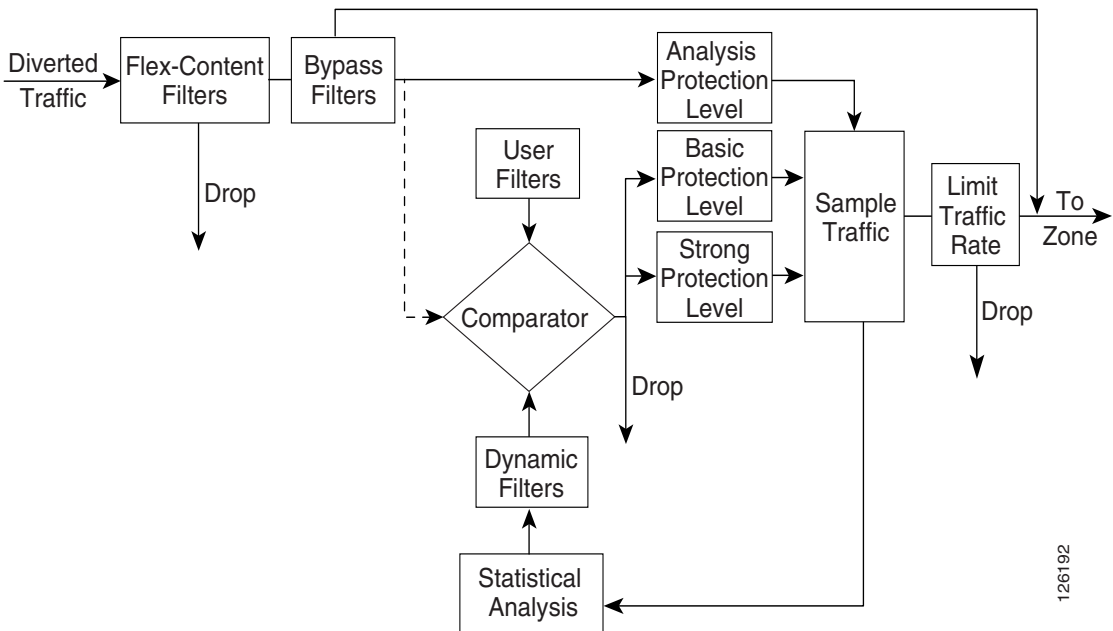 Diverted
Traffic
Flex-Content
Filters
Bypass
Filters
Analysis
Protection
Level
User
Filters
Basic
Protection
Level
Drop
Sample
Traffic
Limit
Traffic
Rate
To
Zone
Strong
Protection
Level
Comparator
Drop
Drop
Dynamic
Filters
Statistical
Analysis
126192